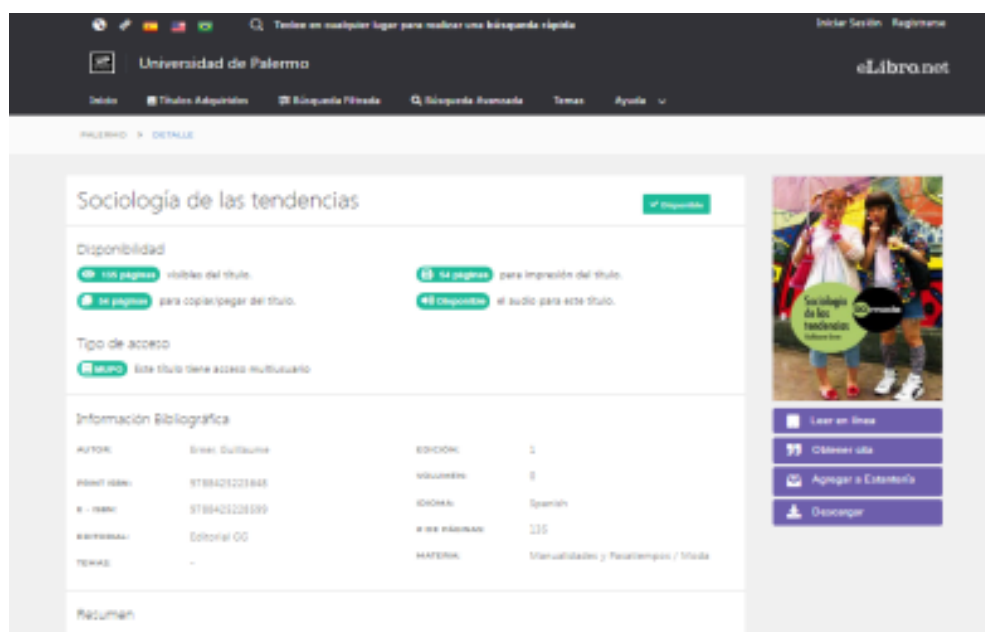 Teclee en cualquier lugar para realizar una búsqueda rápida
Iniciar Sesión Registrarse
Universidad de Palermo
eLibro.net
Inicio Títulos Adquiridos Búsqueda Filtrada Búsqueda Avanzada Temas Ayuda
PALERMO > DETALLE
Sociología de las tendencias
Disponible
Disponibilidad
135 páginas visibles del título.
54 páginas para impresión del título.
54 páginas para copiar/pegar del título.
Disponible el audio para este título.
Tipo de acceso
MUPO Este título tiene acceso multiusuario
Información Bibliográfica
AUTOR: Erner, Guillaume
EDICIÓN: 1
PRINT ISBN:
VOLUMEN: 0
E - ISBN:
IDIOMA: Spanish
EDITORIAL: Editorial GG
# DE PÁGINAS: 135
TEMAS: -
MATERIA: Manualidades y Pasatiempos / Moda
Resumen
Sociología
de las
tendencias
Guillaume Erner
GGmoda
Leer en línea
Obtener cita
Agregar a Estantería
Descargar